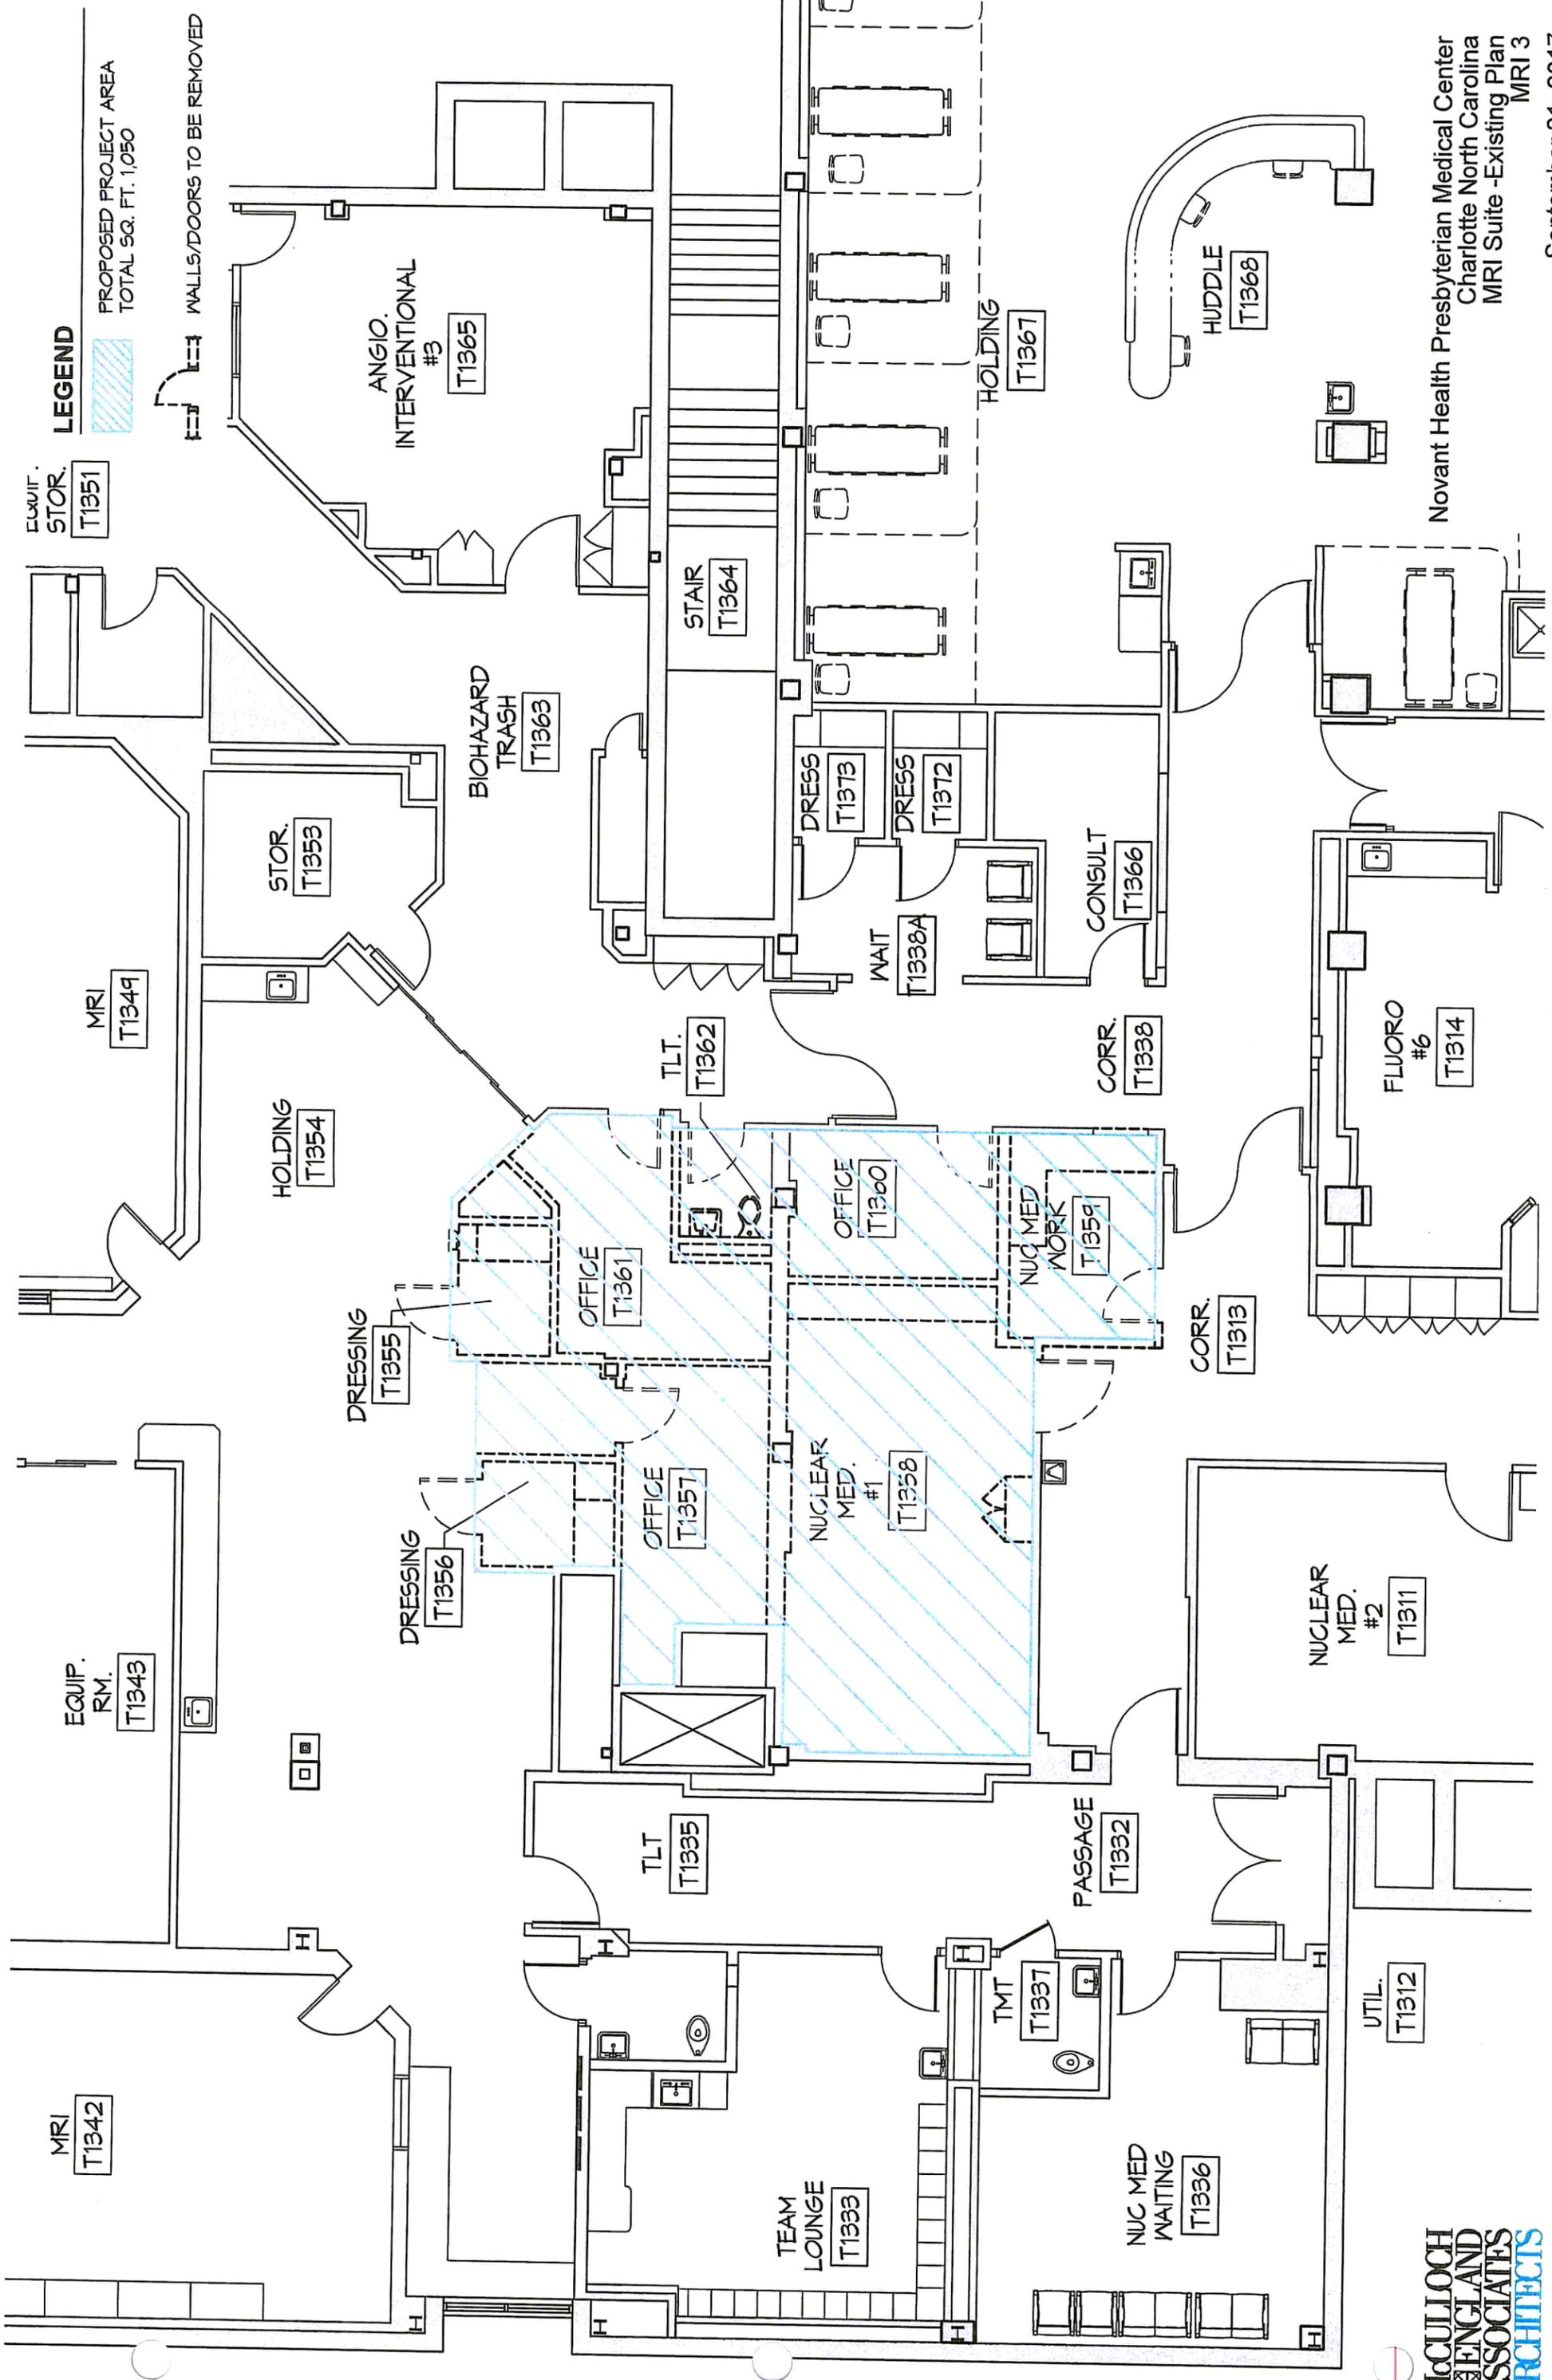 LEGEND
PROPOSED PROJECT AREA
TOTAL SQ. FT. 1,050
WALLS/DOORS TO BE REMOVED
STOR.
T1351
MRI
T1349
EQUIP.
RM.
T1343
MRI
T1342
STOR.
T1353
HOLDING
T1354
ANGIO.
INTERVENTIONAL
#3
T1365
BIOHAZARD
TRASH
T1363
DRESSING
T1355
DRESSING
T1356
STAIR
T1364
TLT.
T1362
OFFICE
T1361
OFFICE
T1357
TLT
T1335
DRESS
T1373
DRESS
T1372
WAIT
T1338A
OFFICE
T1360
NUCLEAR
MED.
#1
T1358
TEAM
LOUNGE
T1333
HOLDING
T1367
CONSULT
T1366
CORR.
T1338
NUC MED
WORK
T1359
PASSAGE
T1332
TMT
T1337
NUC MED
WAITING
T1336
HUDDLE
T1368
CORR.
T1313
FLUORO
#6
T1314
NUCLEAR
MED.
#2
T1311
UTIL.
T1312
H
H
H
H
H
H
H
H
Novant Health Presbyterian Medical Center
Charlotte North Carolina
MRI Suite -Existing Plan
MRI 3
CULLOCH
ENGLAND
SSOCIATES
RCHITECTS